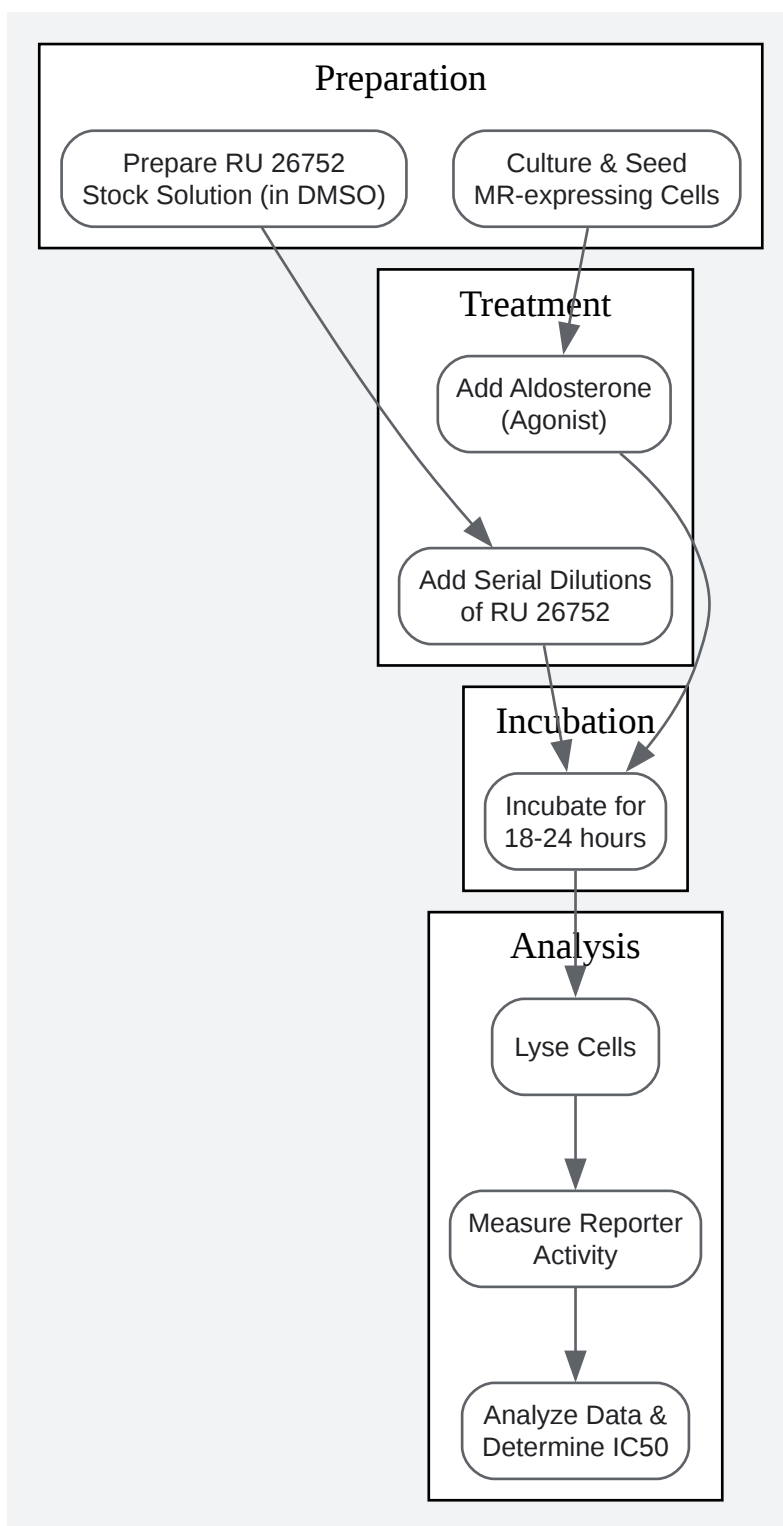 Preparation
Prepare RU 26752
Stock Solution (in DMSO)
Culture & Seed
MR-expressing Cells
Treatment
Add Aldosterone
(Agonist)
Add Serial Dilutions
of RU 26752
Incubation
Incubate for
18-24 hours
Analysis
Lyse Cells
Measure Reporter
Activity
Analyze Data &
Determine IC50